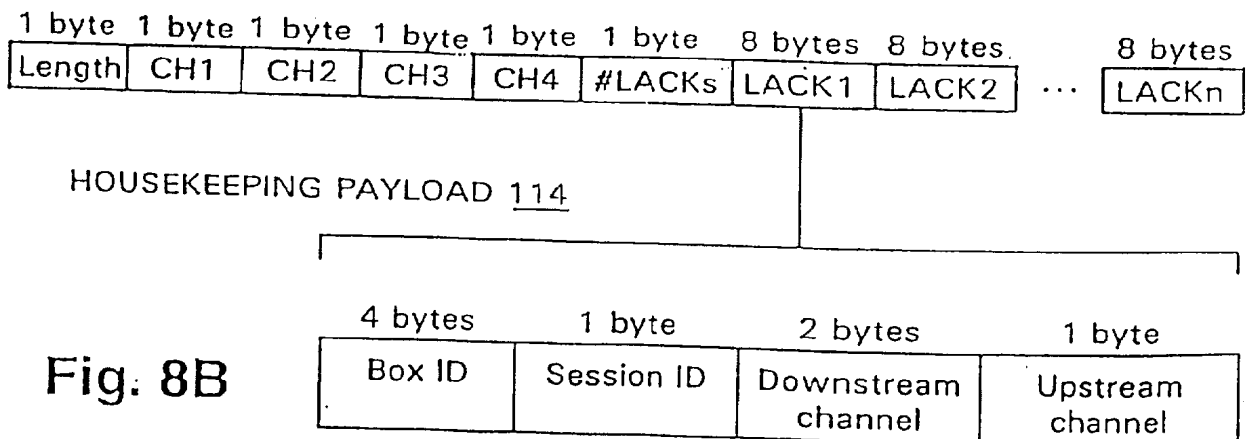 1 byte 1 byte 1 byte 1 byte 1 byte 1 byte 8 bytes 8 bytes. 8 bytes
Length CH1 CH2 CH3 CH4 #LACKs LACK1 LACK2 ... LACKn
HOUSEKEEPING PAYLOAD 114
4 bytes 1 byte 2 bytes 1 byte
Box ID Session ID Downstream channel Upstream channel
Fig. 8B